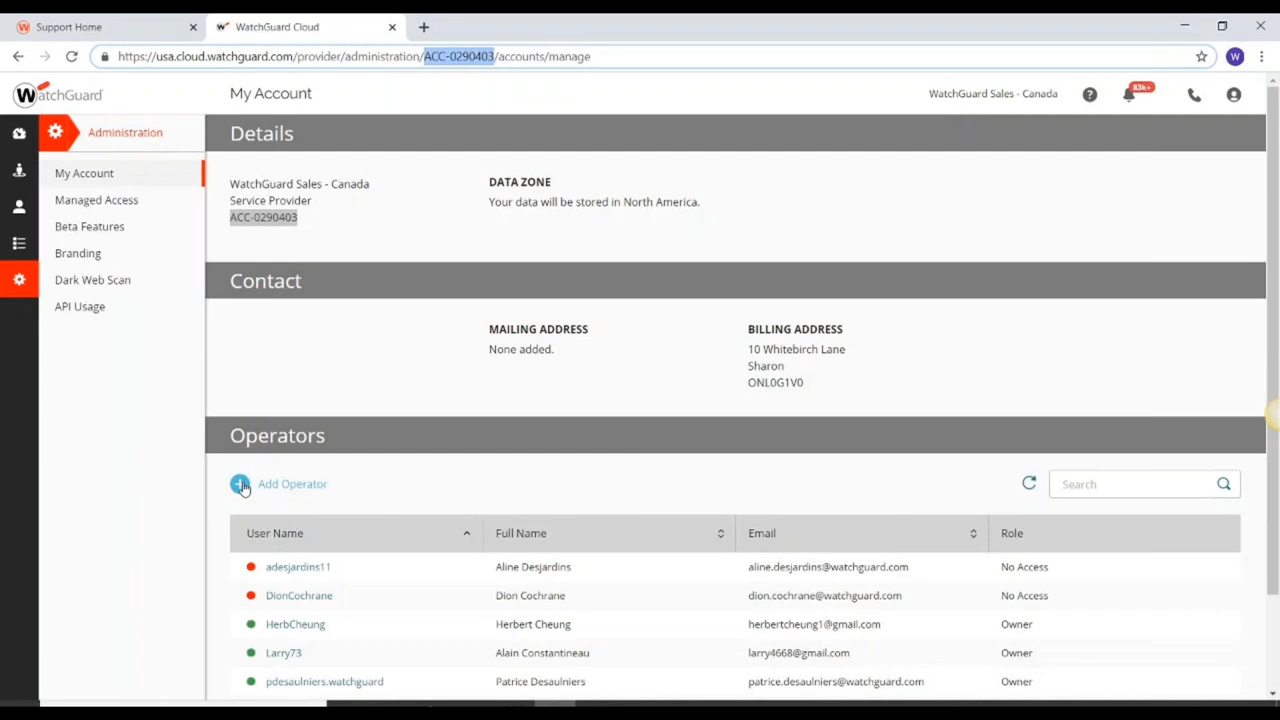 Support Home
WatchGuard Cloud
https://usa.cloud.watchguard.com/provider/administration/ACC-0290403/accounts/manage
W
WatchGuard
My Account
WatchGuard Sales - Canada
83k+
Administration
My Account
Managed Access
Beta Features
Branding
Dark Web Scan
API Usage
Details
WatchGuard Sales - Canada
Service Provider
ACC-0290403
DATA ZONE
Your data will be stored in North America.
Contact
MAILING ADDRESS
None added.
BILLING ADDRESS
10 Whitebirch Lane
Sharon
ONL0G1V0
Operators
Add Operator
Search
User Name Full Name Email Role
adesjardins11 Aline Desjardins aline.desjardins@watchguard.com No Access
DionCochrane Dion Cochrane dion.cochrane@watchguard.com No Access
HerbCheung Herbert Cheung herbertcheung1@gmail.com Owner
Larry73 Alain Constantineau larry4668@gmail.com Owner
pdesaulniers.watchguard Patrice Desaulniers patrice.desaulniers@watchguard.com Owner